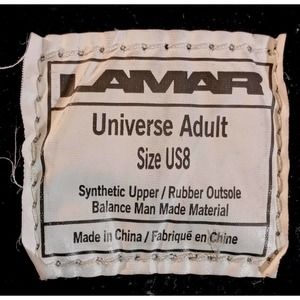 LAMAR
Universe Adult
Size US8
Synthetic Upper / Rubber Outsole
Balance Man Made Material
Made in China / Fabriqué en Chine